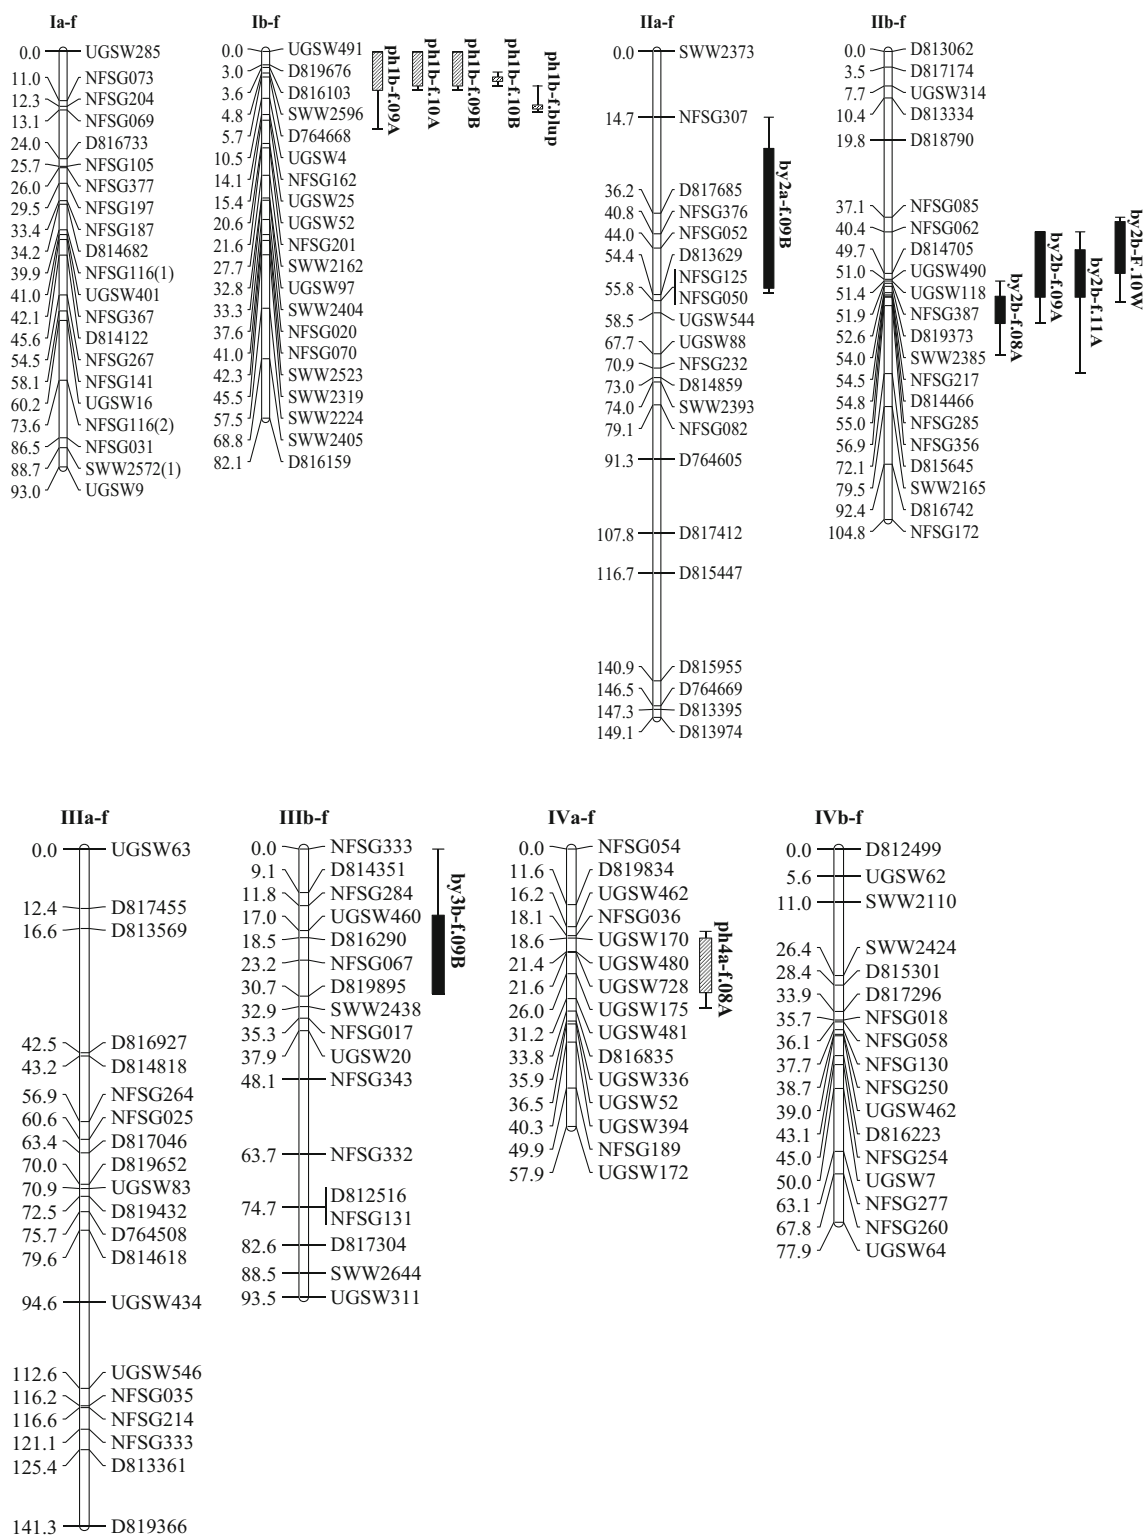 Ia-f
0.0 UGSW285
11.0 NFSG073
12.3 NFSG204
13.1 NFSG069
24.0 D816733
25.7 NFSG105
26.0 NFSG377
29.5 NFSG197
33.4 NFSG187
34.2 D814682
39.9 NFSG116(1)
41.0 UGSW401
42.1 NFSG367
45.6 D814122
54.5 NFSG267
58.1 NFSG141
60.2 UGSW16
73.6 NFSG116(2)
86.5 NFSG031
88.7 SWW2572(1)
93.0 UGSW9
Ib-f
0.0 UGSW491
3.0 D819676
3.6 D816103
4.8 SWW2596
5.7 D764668
10.5 UGSW4
14.1 NFSG162
15.4 UGSW25
20.6 UGSW52
21.6 NFSG201
27.7 SWW2162
32.8 UGSW97
33.3 SWW2404
37.6 NFSG020
41.0 NFSG070
42.3 SWW2523
45.5 SWW2319
57.5 SWW2224
68.8 SWW2405
82.1 D816159
ph1b-f.09A
ph1b-f.10A
ph1b-f.09B
ph1b-f.10B
ph1b-f.blup
IIa-f
0.0 SWW2373
14.7 NFSG307
36.2 D817685
40.8 NFSG376
44.0 NFSG052
54.4 D813629
55.8 NFSG125
NFSG050
58.5 UGSW544
67.7 UGSW88
70.9 NFSG232
73.0 D814859
74.0 SWW2393
79.1 NFSG082
91.3 D764605
107.8 D817412
116.7 D815447
140.9 D815955
146.5 D764669
147.3 D813395
149.1 D813974
by2a-f.09B
IIb-f
0.0 D813062
3.5 D817174
7.7 UGSW314
10.4 D813334
19.8 D818790
37.1 NFSG085
40.4 NFSG062
49.7 D814705
51.0 UGSW490
51.4 UGSW118
51.9 NFSG387
52.6 D819373
54.0 SWW2385
54.5 NFSG217
54.8 D814466
55.0 NFSG285
56.9 NFSG356
72.1 D815645
79.5 SWW2165
92.4 D816742
104.8 NFSG172
by2b-f.08A
by2b-f.09A
by2b-f.11A
by2b-F.10W
IIIa-f
0.0 UGSW63
12.4 D817455
16.6 D813569
42.5 D816927
43.2 D814818
56.9 NFSG264
60.6 NFSG025
63.4 D817046
70.0 D819652
70.9 UGSW83
72.5 D819432
75.7 D764508
79.6 D814618
94.6 UGSW434
112.6 UGSW546
116.2 NFSG035
116.6 NFSG214
121.1 NFSG333
125.4 D813361
141.3 D819366
IIIb-f
0.0 NFSG333
9.1 D814351
11.8 NFSG284
17.0 UGSW460
18.5 D816290
23.2 NFSG067
30.7 D819895
32.9 SWW2438
35.3 NFSG017
37.9 UGSW20
48.1 NFSG343
63.7 NFSG332
74.7 D812516
NFSG131
82.6 D817304
88.5 SWW2644
93.5 UGSW311
by3b-f.09B
IVa-f
0.0 NFSG054
11.6 D819834
16.2 UGSW462
18.1 NFSG036
18.6 UGSW170
21.4 UGSW480
21.6 UGSW728
26.0 UGSW175
31.2 UGSW481
33.8 D816835
35.9 UGSW336
36.5 UGSW52
40.3 UGSW394
49.9 NFSG189
57.9 UGSW172
ph4a-f.08A
IVb-f
0.0 D812499
5.6 UGSW62
11.0 SWW2110
26.4 SWW2424
28.4 D815301
33.9 D817296
35.7 NFSG018
36.1 NFSG058
37.7 NFSG130
38.7 NFSG250
39.0 UGSW462
43.1 D816223
45.0 NFSG254
50.0 UGSW7
63.1 NFSG277
67.8 NFSG260
77.9 UGSW64